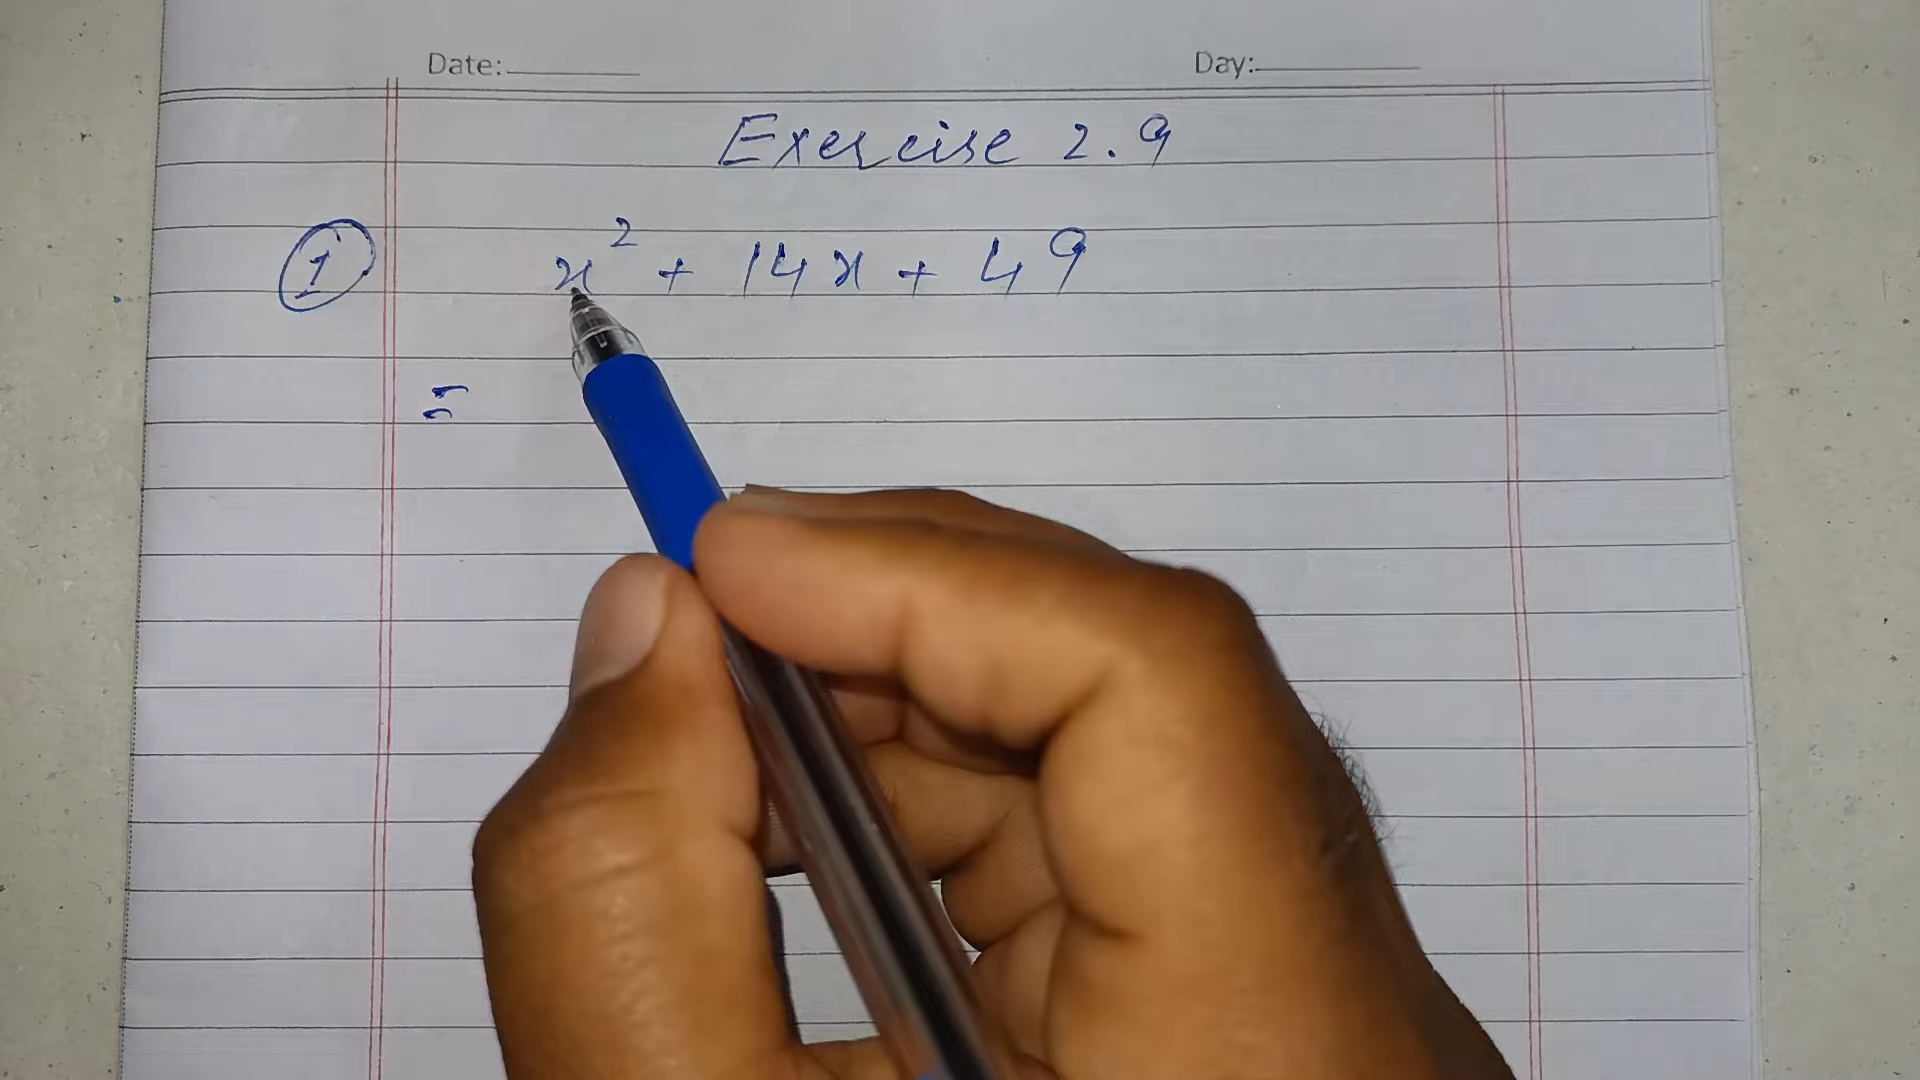 Date: Day:
Exercise 2.9
1 x² + 14x + 49
=